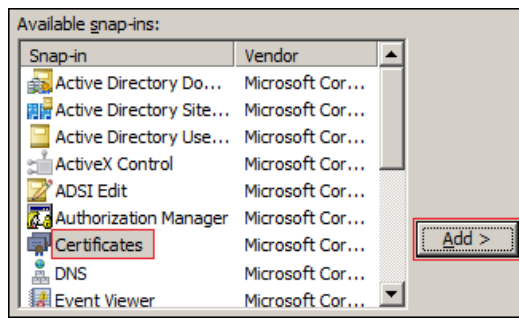 Available snap-ins:
Snap-in Vendor
Active Directory Do... Microsoft Cor...
Active Directory Site... Microsoft Cor...
Active Directory Use... Microsoft Cor...
ActiveX Control Microsoft Cor...
ADSI Edit Microsoft Cor...
Authorization Manager Microsoft Cor...
Certificates Microsoft Cor...
Add >
DNS Microsoft Cor...
Event Viewer Microsoft Cor...